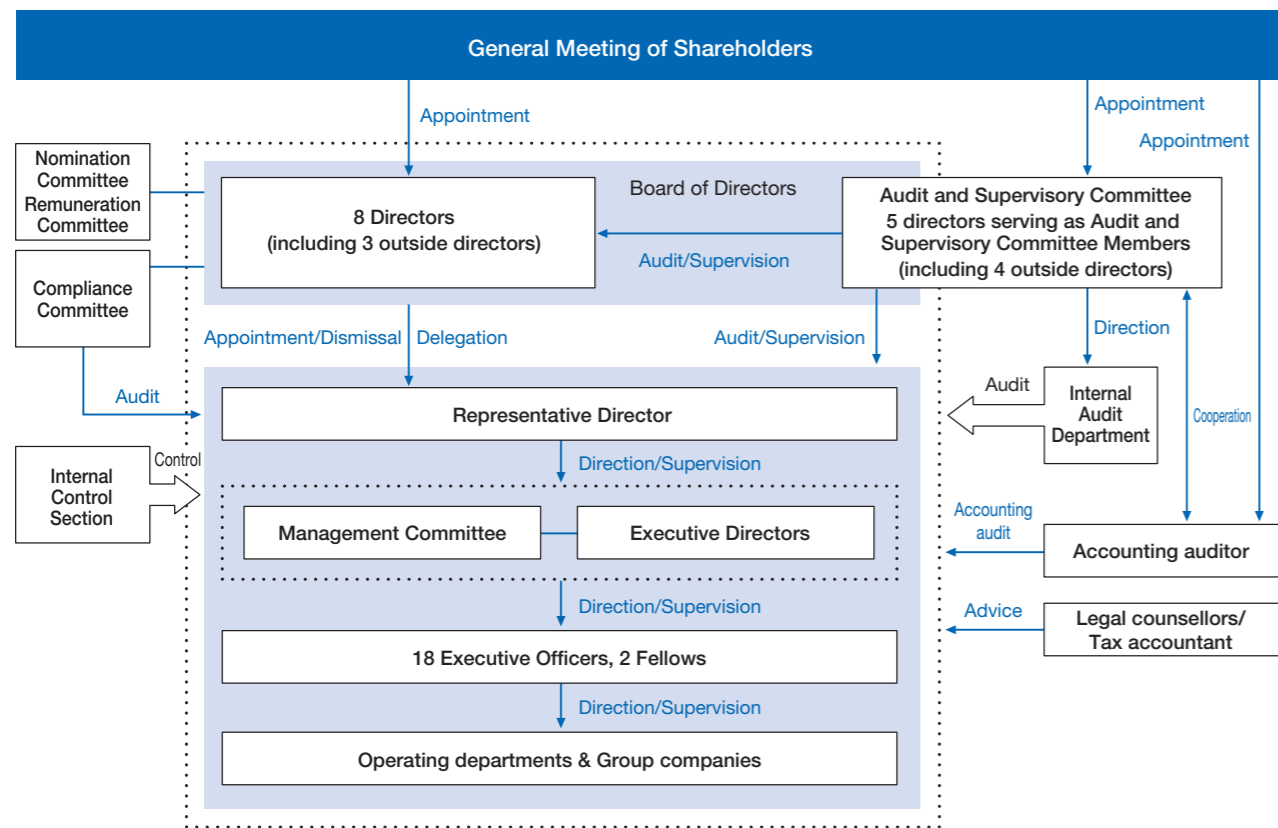 General Meeting of Shareholders
Appointment
Appointment
Appointment
Nomination
Committee
Remuneration
Committee
Board of Directors
8 Directors
(including 3 outside directors)
Audit and Supervisory Committee
5 directors serving as Audit and
Supervisory Committee Members
(including 4 outside directors)
Audit/Supervision
Compliance
Committee
Appointment/Dismissal
Delegation
Audit/Supervision
Direction
Audit
Representative Director
Audit
Internal
Audit
Department
Cooperation
Direction/Supervision
Control
Internal
Control
Section
Management Committee
Executive Directors
Accounting
audit
Accounting auditor
Direction/Supervision
Advice
Legal counsellors/
Tax accountant
18 Executive Officers, 2 Fellows
Direction/Supervision
Operating departments & Group companies